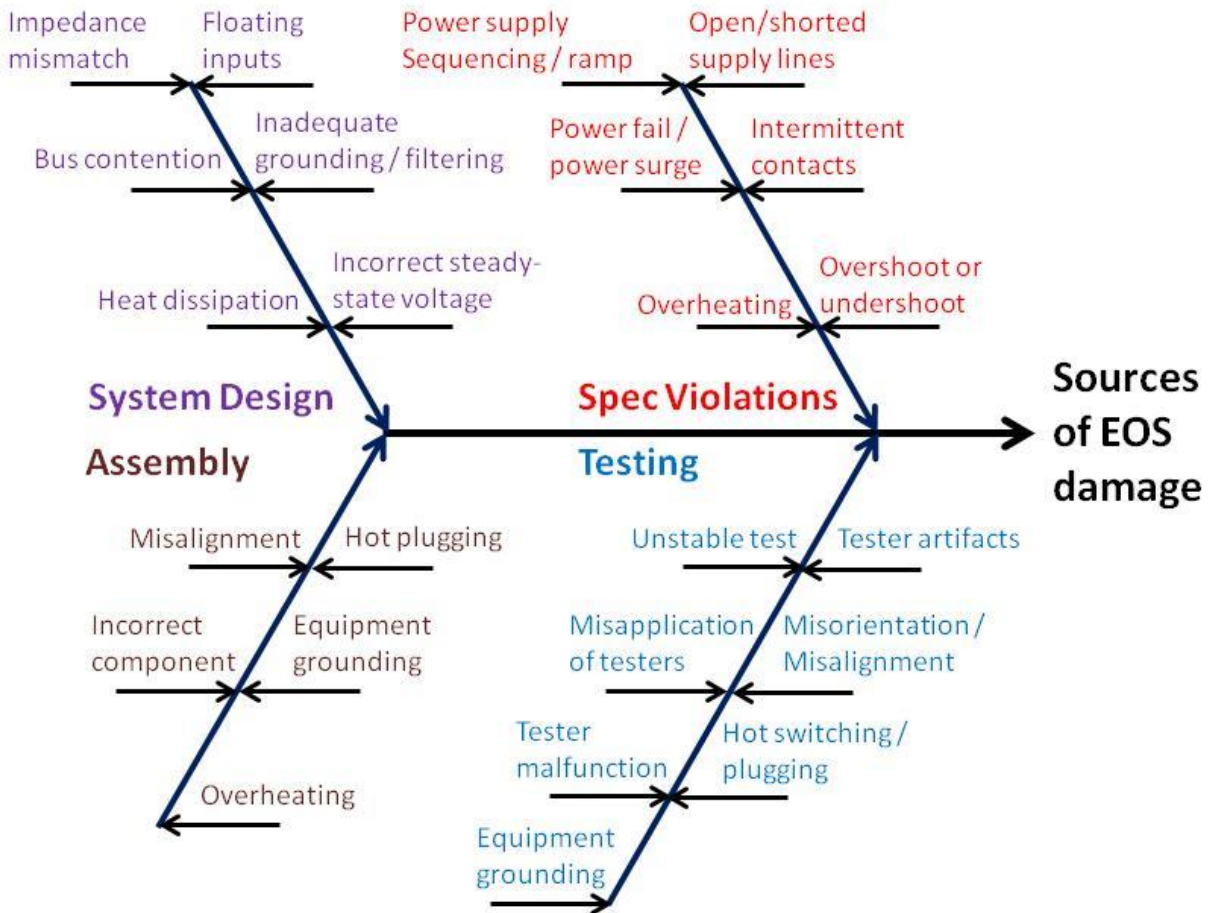 Impedance
mismatch
Floating
inputs
Power supply
Sequencing / ramp
Open/shorted
supply lines
Bus contention
Inadequate
grounding / filtering
Power fail /
power surge
Intermittent
contacts
Heat dissipation
Incorrect steady-
state voltage
Overheating
Overshoot or
undershoot
System Design
Spec Violations
Sources
of EOS
damage
Assembly
Testing
Misalignment
Hot plugging
Unstable test
Tester artifacts
Incorrect
component
Equipment
grounding
Misapplication
of testers
Misorientation /
Misalignment
Tester
malfunction
Hot switching /
plugging
Overheating
Equipment
grounding